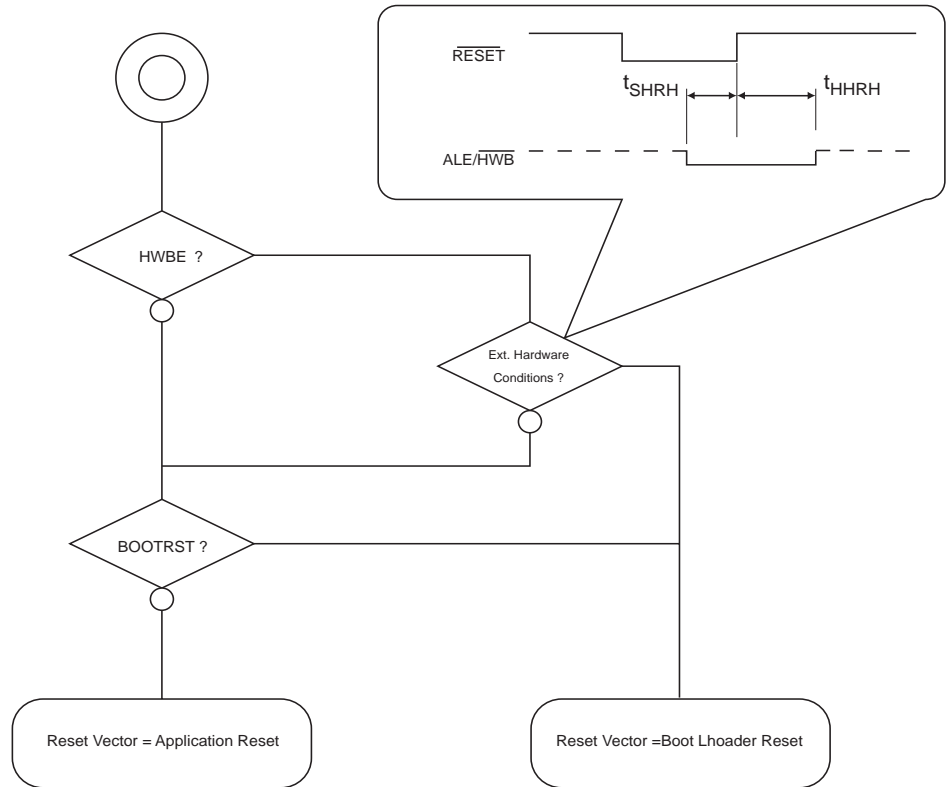 RESET
tSHRH
tHHRH
ALE/HWB
HWBE ?
Ext. Hardware
Conditions ?
BOOTRST ?
Reset Vector = Application Reset
Reset Vector =Boot Lhoader Reset